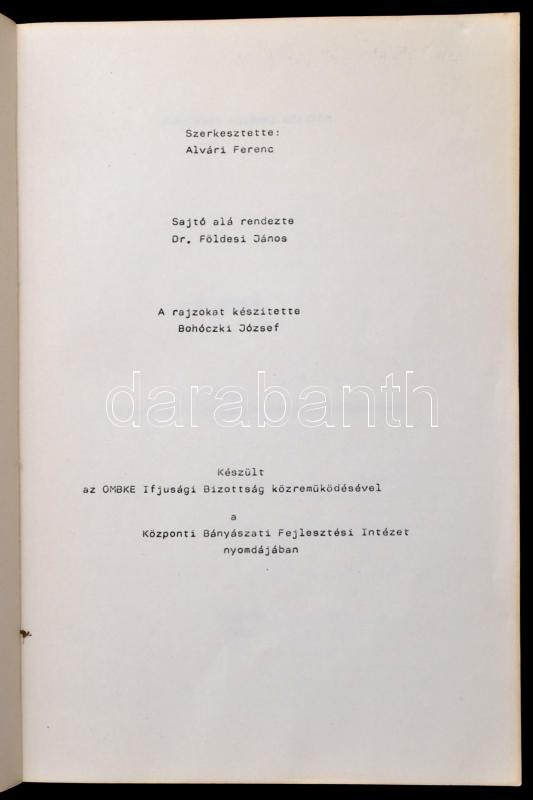 Szerkesztette:
Alvári Ferenc
Sajtó alá rendezte
Dr. Földesi János
A rajzokat készitette
Bohóczki József
darabanth
Készült
az OMBKE Ifjusági Bizottság közremüködésével
a
Központi Bányászati Fejlesztési Intézet
nyomdájában